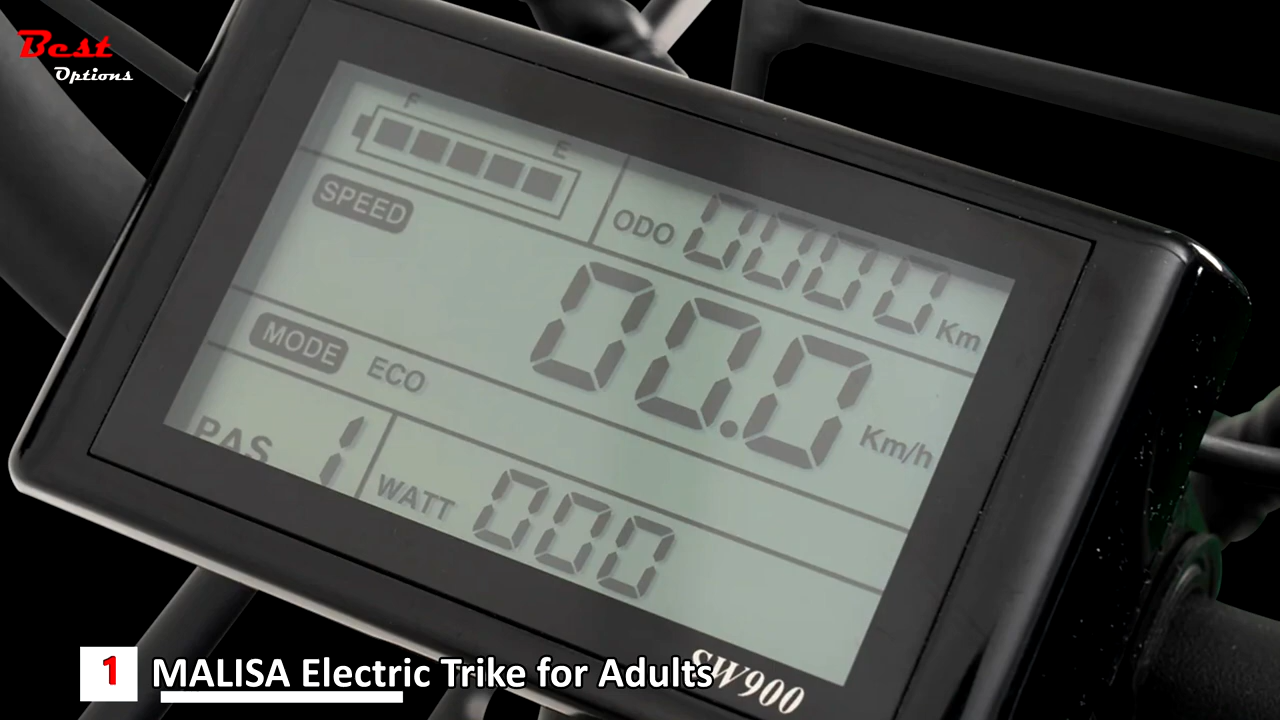 Best
Options
F
E
SPEED
ODO 0000 Km
00.0 Km/h
MODE ECO
PAS 1
WATT 000
SW900
1 MALISA Electric Trike for Adults